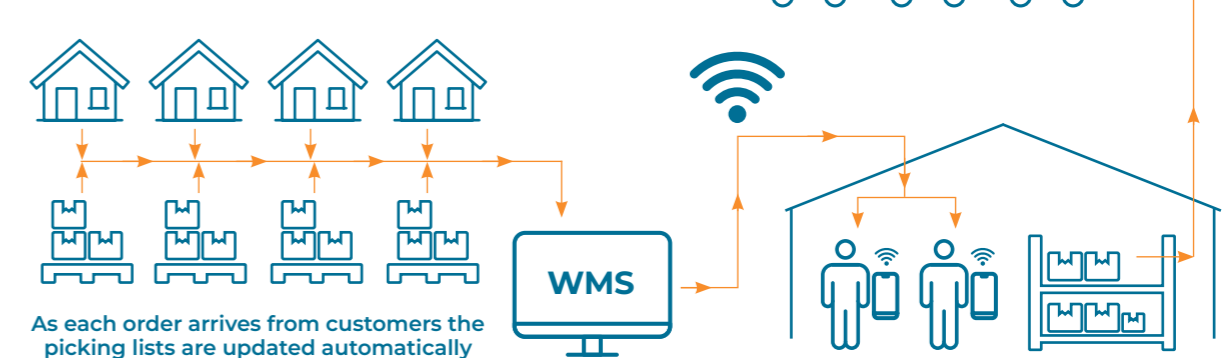 WMS
As each order arrives from customers the
picking lists are updated automatically